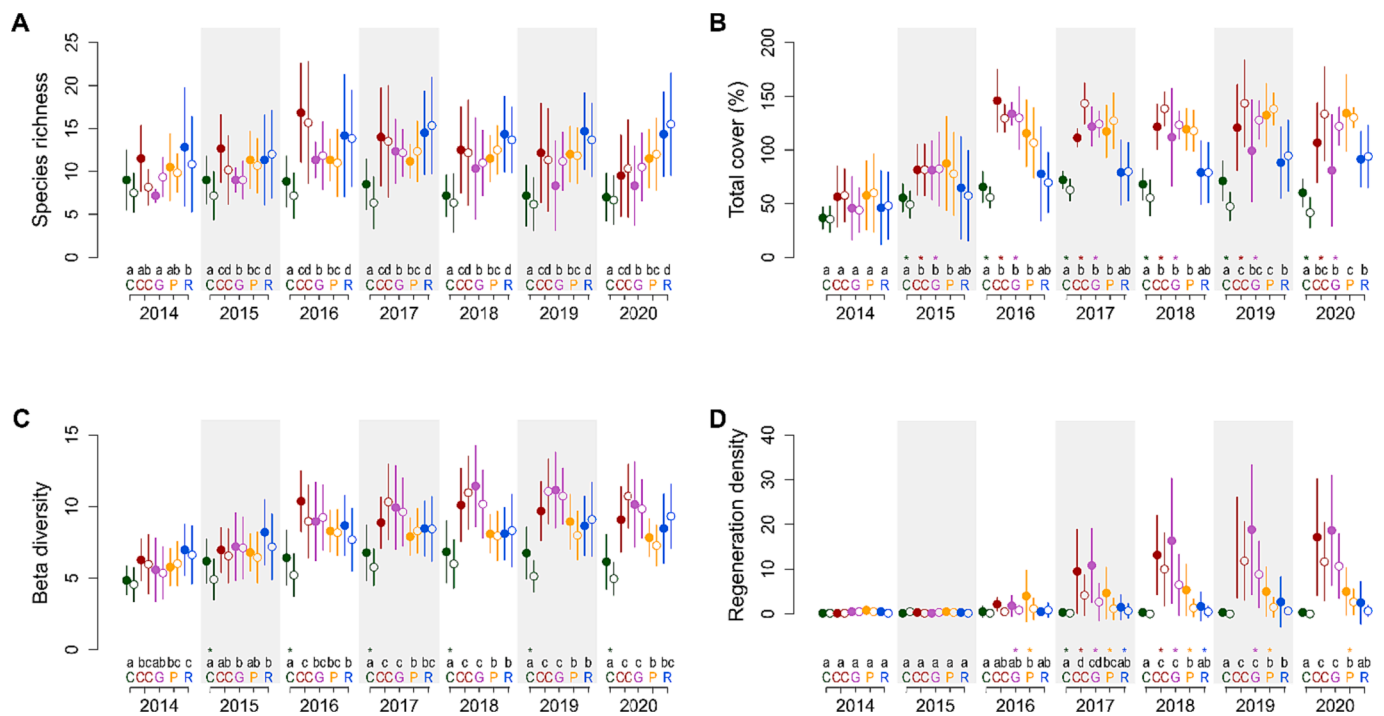 A
Species richness
25
20
15
10
5
0
a ab a ab b a cd b bc d a cd b bc d a cd b bc d a cd b bc d a cd b bc d a cd b bc d
C CC G P R C CC G P R C CC G P R C CC G P R C CC G P R C CC G P R C CC G P R
2014 2015 2016 2017 2018 2019 2020
B
Total cover (%)
200
150
100
50
0
* * * * * * * * * * * * * * * * * *
a a a a a a b b b ab a b b b ab a b b b ab a b b b ab a c bc c b a bc b c b
C CC G P R C CC G P R C CC G P R C CC G P R C CC G P R C CC G P R C CC G P R
2014 2015 2016 2017 2018 2019 2020
C
Beta diversity
15
10
5
0
* * * * * *
a bc ab bc c a ab b ab b a c bc bc b a c c b b a c c b b a c c b b a c c b bc
C CC G P R C CC G P R C CC G P R C CC G P R C CC G P R C CC G P R C CC G P R
2014 2015 2016 2017 2018 2019 2020
D
Regeneration density
40
30
20
10
0
* * * * * * * * * * * * * *
a a a a a a a a a a a ab ab b ab a d cd bc ab a c c b ab a c c b ab a c c b ab
C CC G P R C CC G P R C CC G P R C CC G P R C CC G P R C CC G P R C CC G P R
2014 2015 2016 2017 2018 2019 2020